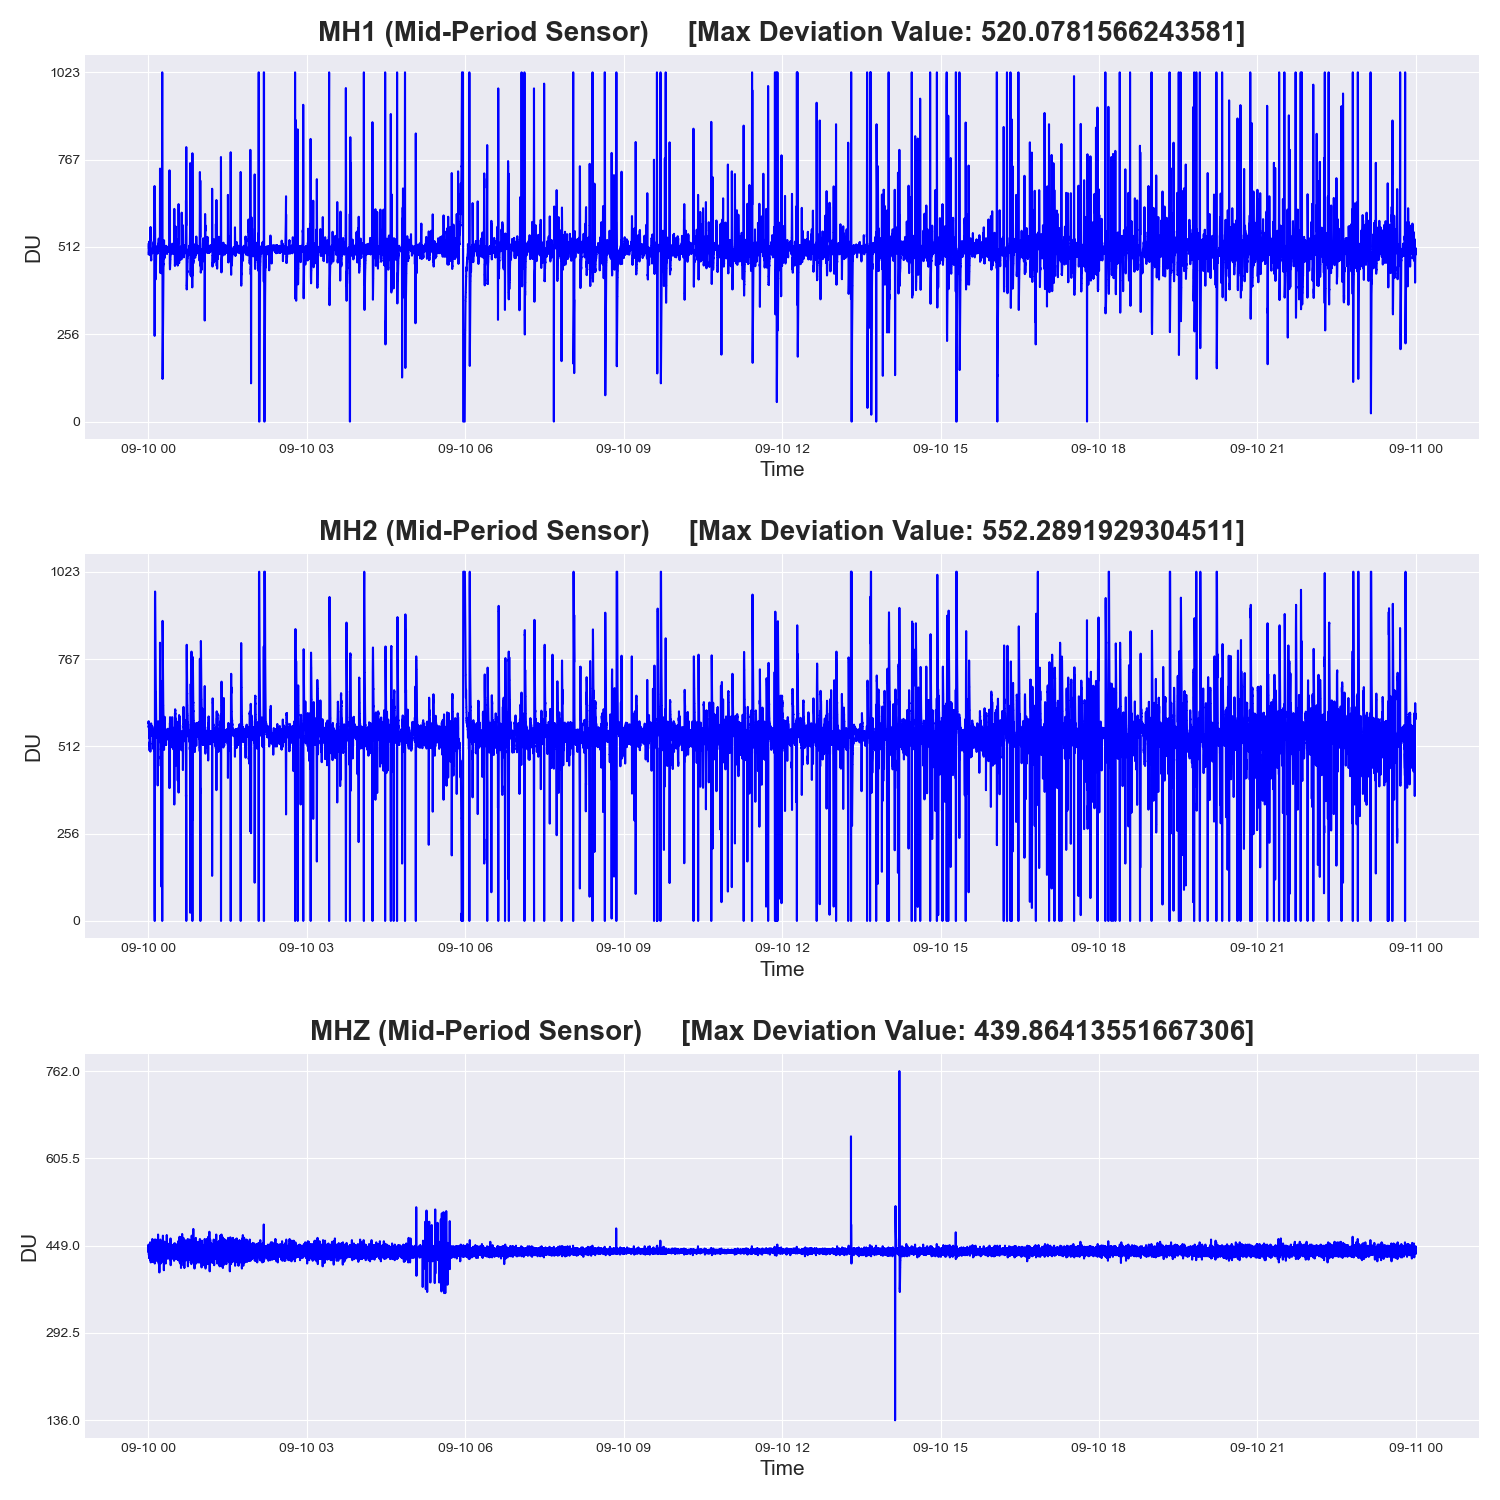 MH1 (Mid-Period Sensor) [Max Deviation Value: 520.0781566243581]
1023
767
512
256
0
DU
09-10 00 09-10 03 09-10 06 09-10 09 09-10 12 09-10 15 09-10 18 09-10 21 09-11 00
Time
MH2 (Mid-Period Sensor) [Max Deviation Value: 552.2891929304511]
1023
767
512
256
0
DU
09-10 00 09-10 03 09-10 06 09-10 09 09-10 12 09-10 15 09-10 18 09-10 21 09-11 00
Time
MHZ (Mid-Period Sensor) [Max Deviation Value: 439.86413551667306]
762.0
605.5
449.0
292.5
136.0
DU
09-10 00 09-10 03 09-10 06 09-10 09 09-10 12 09-10 15 09-10 18 09-10 21 09-11 00
Time